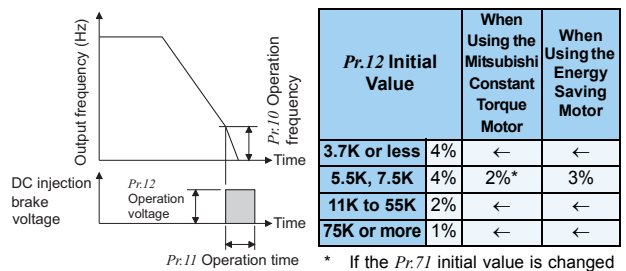 Output frequency (Hz)
Pr.10 Operation
frequency
Time
DC injection
brake
voltage
Pr.12
Operation
voltage
Time
Pr.11 Operation time
Pr.12 Initial
Value
When
Using the
Mitsubishi
Constant
Torque
Motor
When
Using the
Energy
Saving
Motor
3.7K or less 4% ← ←
5.5K, 7.5K 4% 2%* 3%
11K to 55K 2% ← ←
75K or more 1% ← ←
* If the Pr.71 initial value is changed